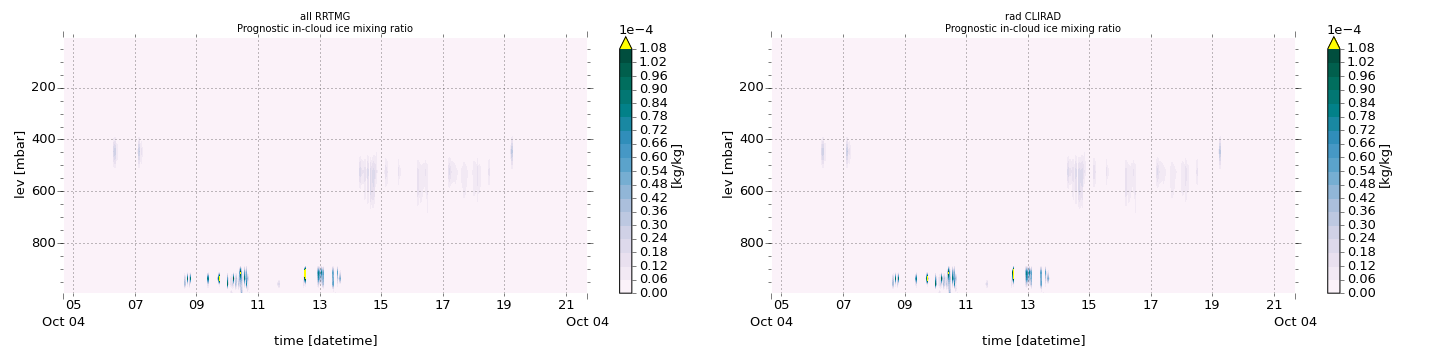 all RRTMG
Prognostic in-cloud ice mixing ratio
1e−4
1.08
1.02
0.96
0.90
0.84
0.78
0.72
0.66
0.60
0.54
0.48
0.42
0.36
0.30
0.24
0.18
0.12
0.06
0.00
[kg/kg]
200
400
600
800
lev [mbar]
05 07 09 11 13 15 17 19 21
Oct 04 Oct 04
time [datetime]
rad CLIRAD
Prognostic in-cloud ice mixing ratio
1e−4
1.08
1.02
0.96
0.90
0.84
0.78
0.72
0.66
0.60
0.54
0.48
0.42
0.36
0.30
0.24
0.18
0.12
0.06
0.00
[kg/kg]
200
400
600
800
lev [mbar]
05 07 09 11 13 15 17 19 21
Oct 04 Oct 04
time [datetime]